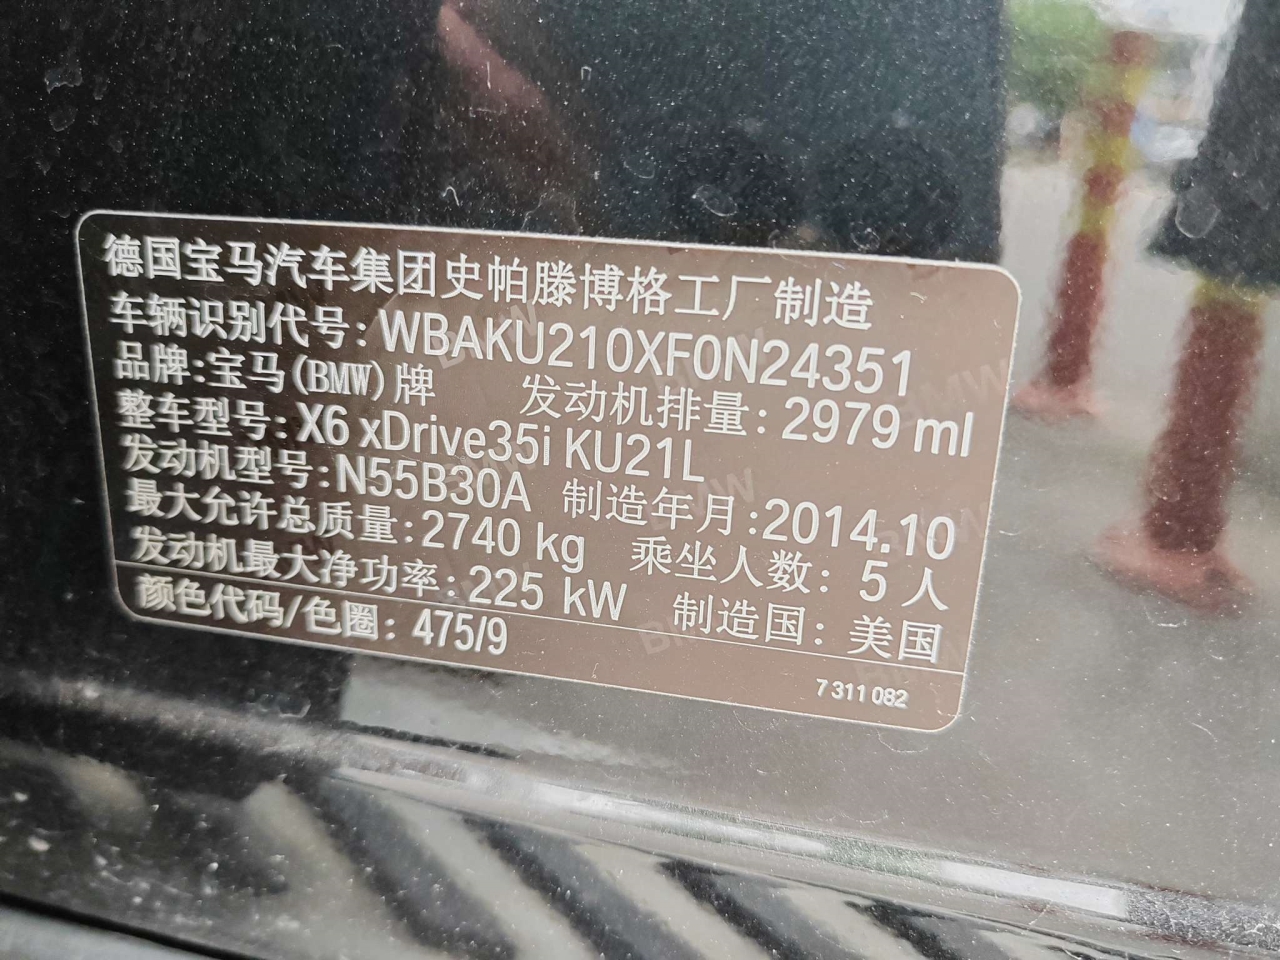 德国宝马汽车集团史帕滕博格工厂制造
车辆识别代号: WBAKU210XF0N24351
品牌:宝马(BMW)牌 发动机排量: 2979 ml
整车型号: X6 xDrive35i KU21L
发动机型号: N55B30A 制造年月:2014.10
最大允许总质量: 2740 kg 乘坐人数: 5 人
发动机最大净功率: 225 kW 制造国: 美国
颜色代码/色圈: 475/9
7 311 082